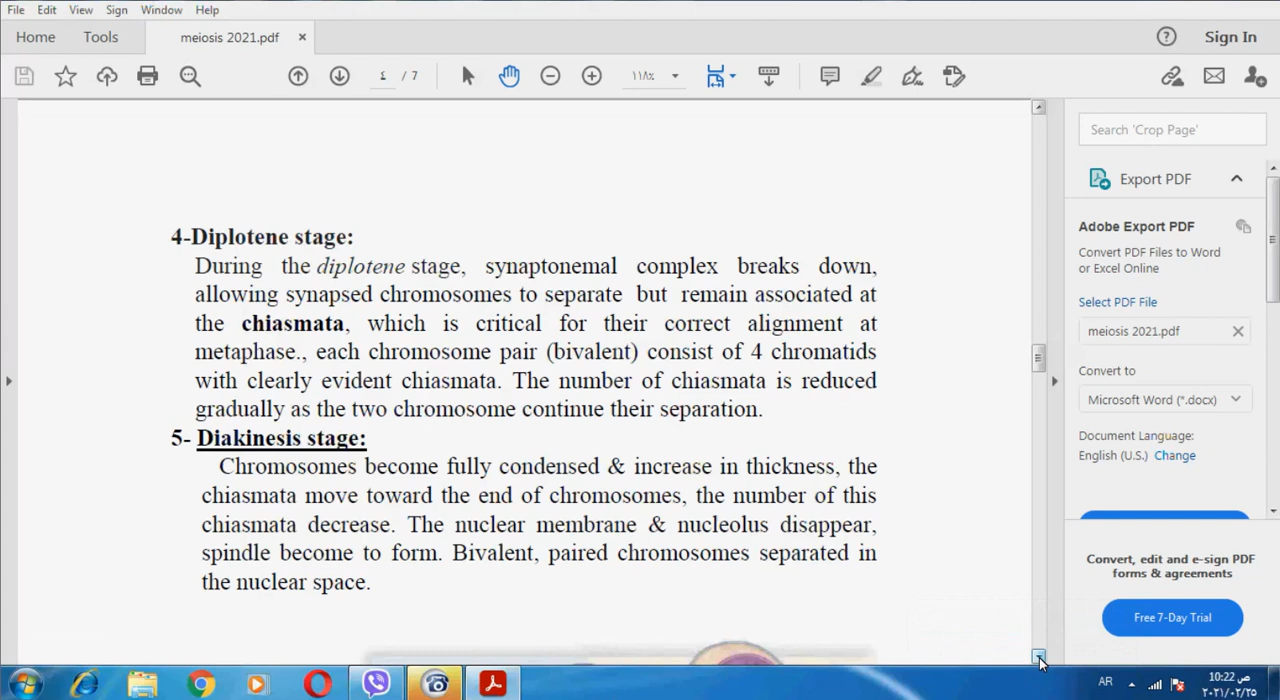 File Edit View Sign Window Help
Home Tools meiosis 2021.pdf × Sign In
٤ / 7 ١١٨٪
Search 'Crop Page'
Export PDF
Adobe Export PDF
Convert PDF Files to Word
or Excel Online
Select PDF File
meiosis 2021.pdf
Convert to
Microsoft Word (*.docx)
Document Language:
English (U.S.) Change
Convert, edit and e-sign PDF
forms & agreements
Free 7-Day Trial
4-Diplotene stage:
During the diplotene stage, synaptonemal complex breaks down,
allowing synapsed chromosomes to separate but remain associated at
the chiasmata, which is critical for their correct alignment at
metaphase., each chromosome pair (bivalent) consist of 4 chromatids
with clearly evident chiasmata. The number of chiasmata is reduced
gradually as the two chromosome continue their separation.
5- Diakinesis stage:
Chromosomes become fully condensed & increase in thickness, the
chiasmata move toward the end of chromosomes, the number of this
chiasmata decrease. The nuclear membrane & nucleolus disappear,
spindle become to form. Bivalent, paired chromosomes separated in
the nuclear space.
AR
10:22 ص
٢٠٢١/٠٢/٢٥